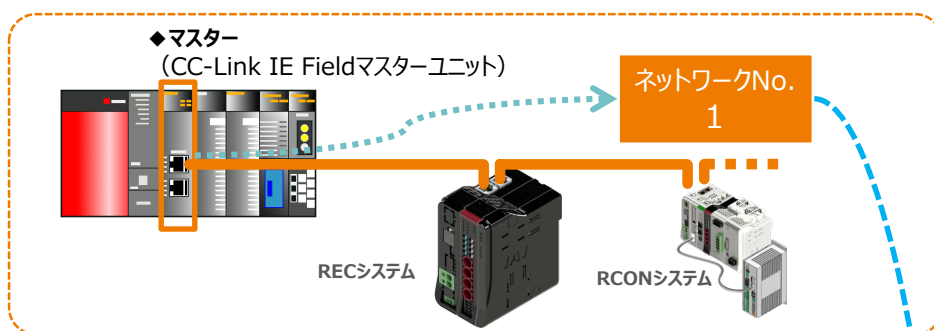 ◆マスター
（CC-Link IE Fieldマスターユニット）
ネットワークNo.
1
RECシステム
RCONシステム